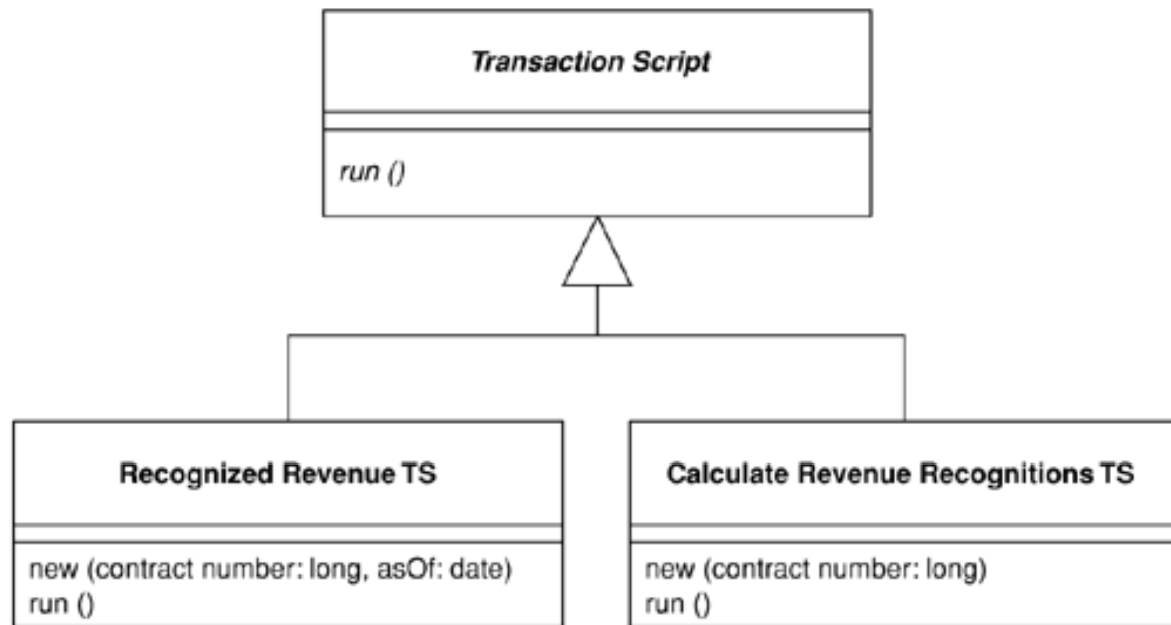 Transaction Script
run ()
Recognized Revenue TS
new (contract number: long, asOf: date)
run ()
Calculate Revenue Recognitions TS
new (contract number: long)
run ()